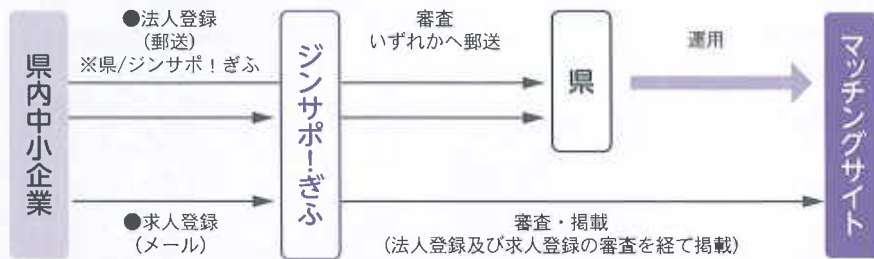 県内中小企業
●法人登録
(郵送)
※県/ジンサポ！ぎふ
●求人登録
(メール)
ジンサポ！ぎふ
審査
いずれかへ郵送
県
運用
審査・掲載
(法人登録及び求人登録の審査を経て掲載)
マッチングサイト